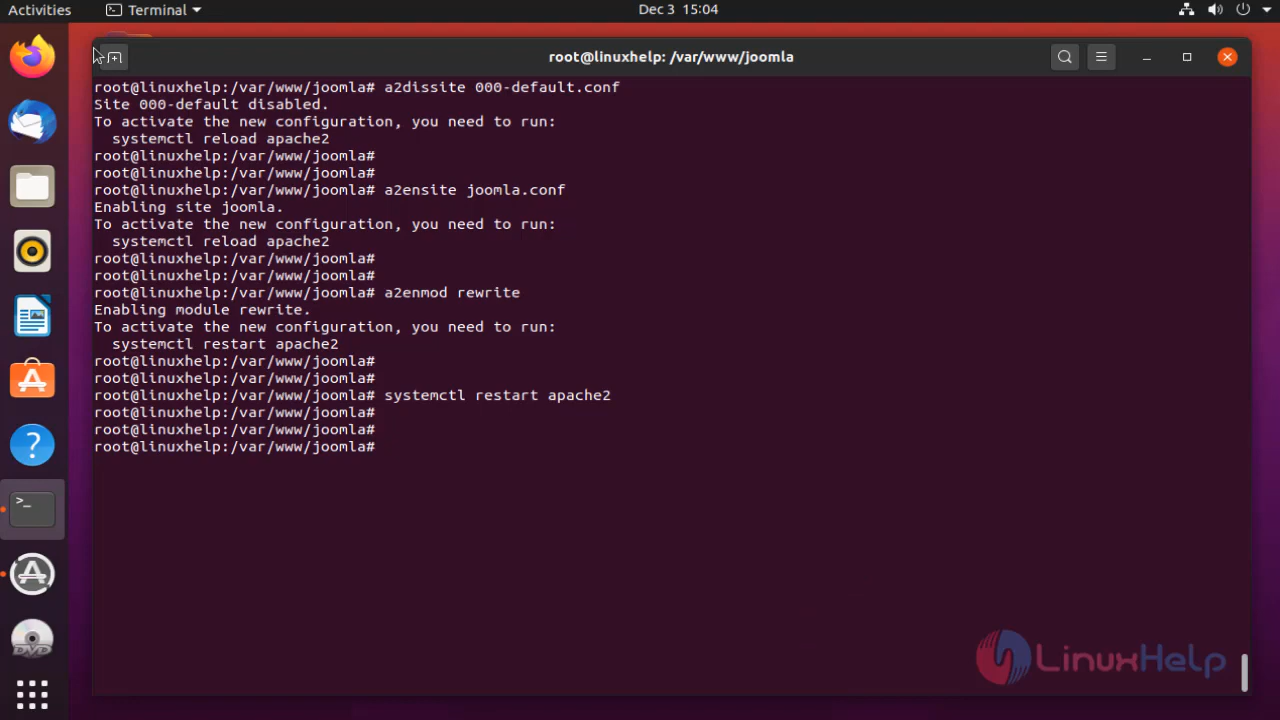 Activities Terminal Dec 3 15:04
root@linuxhelp: /var/www/joomla
root@linuxhelp:/var/www/joomla# a2dissite 000-default.conf
Site 000-default disabled.
To activate the new configuration, you need to run:
  systemctl reload apache2
root@linuxhelp:/var/www/joomla#
root@linuxhelp:/var/www/joomla#
root@linuxhelp:/var/www/joomla# a2ensite joomla.conf
Enabling site joomla.
To activate the new configuration, you need to run:
  systemctl reload apache2
root@linuxhelp:/var/www/joomla#
root@linuxhelp:/var/www/joomla#
root@linuxhelp:/var/www/joomla# a2enmod rewrite
Enabling module rewrite.
To activate the new configuration, you need to run:
  systemctl restart apache2
root@linuxhelp:/var/www/joomla#
root@linuxhelp:/var/www/joomla#
root@linuxhelp:/var/www/joomla# systemctl restart apache2
root@linuxhelp:/var/www/joomla#
root@linuxhelp:/var/www/joomla#
root@linuxhelp:/var/www/joomla#
LinuxHelp
DVD